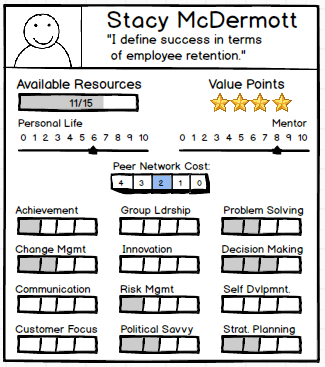 Stacy McDermott
"I define success in terms
of employee retention."
Available Resources
Value Points
11/15
Personal Life
Mentor
0 1 2 3 4 5 6 7 8 9 10
0 1 2 3 4 5 6 7 8 9 10
Peer Network Cost:
4 3 2 1 0
Achievement
Group Ldrship
Problem Solving
Change Mgmt
Innovation
Decision Making
Communication
Risk Mgmt
Self Dvlpmnt.
Customer Focus
Political Savvy
Strat. Planning